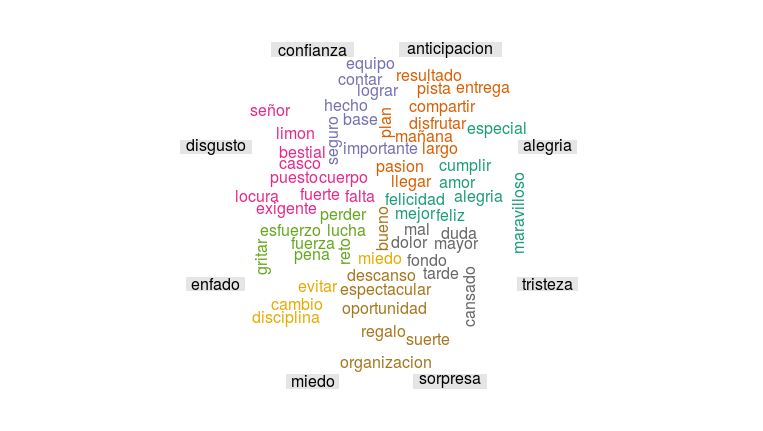 confianza
anticipacion
equipo
contar
resultado
lograr
pista
entrega
señor
hecho
compartir
base
plan
limon
disfrutar
especial
mañana
seguro
disgusto
bestial
importante
largo
alegria
casco
pasion
cumplir
puesto
cuerpo
llegar
amor
locura
fuerte
falta
felicidad
alegria
maravilloso
exigente
perder
mejor
feliz
esfuerzo
lucha
bueno
mal
duda
gritar
fuerza
reto
dolor
mayor
pena
miedo
fondo
descanso
tarde
enfado
evitar
espectacular
cansado
tristeza
cambio
oportunidad
disciplina
regalo
suerte
organizacion
miedo
sorpresa